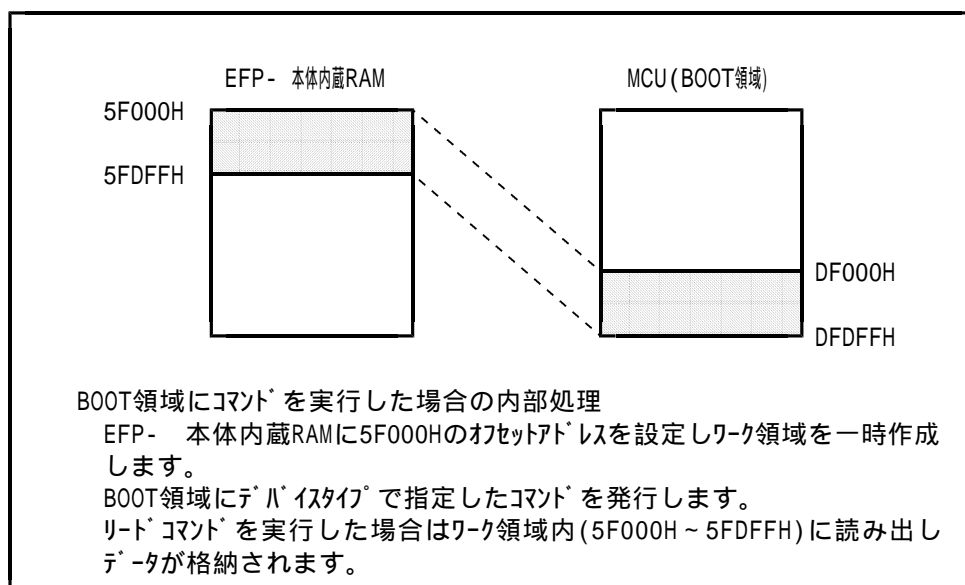 EFP- 本体内蔵RAM
MCU(BOOT領域)
5F000H
5FDFFH
DF000H
DFDFFH
BOOT領域にｺﾏﾝﾄﾞを実行した場合の内部処理
EFP- 本体内蔵RAMに5F000Hのｵﾌｾｯﾄｱﾄﾞﾚｽを設定しﾜｰｸ領域を一時作成
します。
BOOT領域にﾃﾞﾊﾞｲｽﾀｲﾌﾟで指定したｺﾏﾝﾄﾞを発行します。
ﾘｰﾄﾞｺﾏﾝﾄﾞを実行した場合はﾜｰｸ領域内(5F000H～5FDFFH)に読み出し
ﾃﾞｰﾀが格納されます。